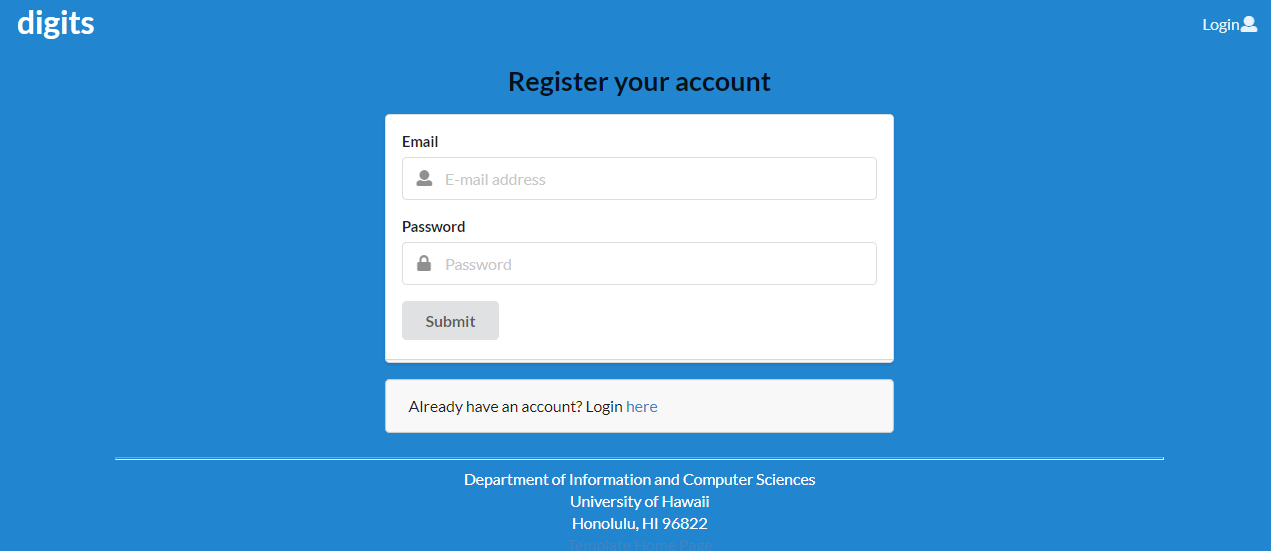 digits
Login
Register your account
Email
E-mail address
Password
Password
Submit
Already have an account? Login here
Department of Information and Computer Sciences
University of Hawaii
Honolulu, HI 96822
Template Home Page